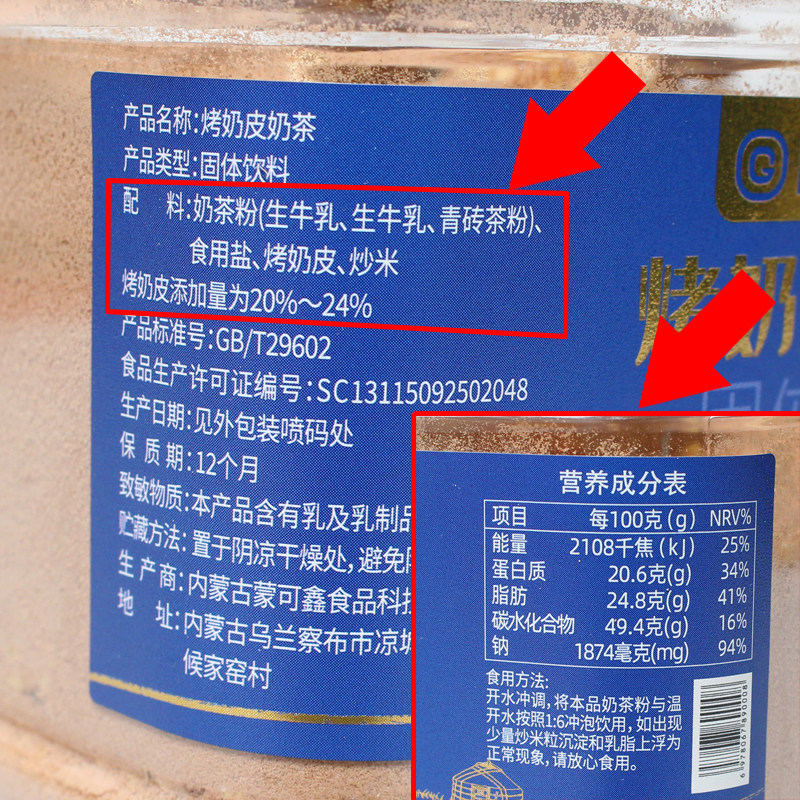 产品名称:烤奶皮奶茶
产品类型:固体饮料
配 料:奶茶粉(生牛乳、生牛乳、青砖茶粉)、
食用盐、烤奶皮、炒米
烤奶皮添加量为20%~24%
产品标准号:GB/T29602
食品生产许可证编号:SC13115092502048
生产日期:见外包装喷码处
保 质 期:12个月
致敏物质:本产品含有乳及乳制品
贮藏方法:置于阴凉干燥处,避免
生 产 商:内蒙古蒙可鑫食品科技
地 址:内蒙古乌兰察布市凉城
候家窑村
G
烤奶
固体
营养成分表
项目 每100克(g) NRV%
能量 2108千焦(kJ) 25%
蛋白质 20.6克(g) 34%
脂肪 24.8克(g) 41%
碳水化合物 49.4克(g) 16%
钠 1874毫克(mg) 94%
食用方法:
开水冲调,将本品奶茶粉与温
开水按照1:6冲泡饮用,如出现
少量炒米粒沉淀和乳脂上浮为
正常现象,请放心食用。
6978067890008